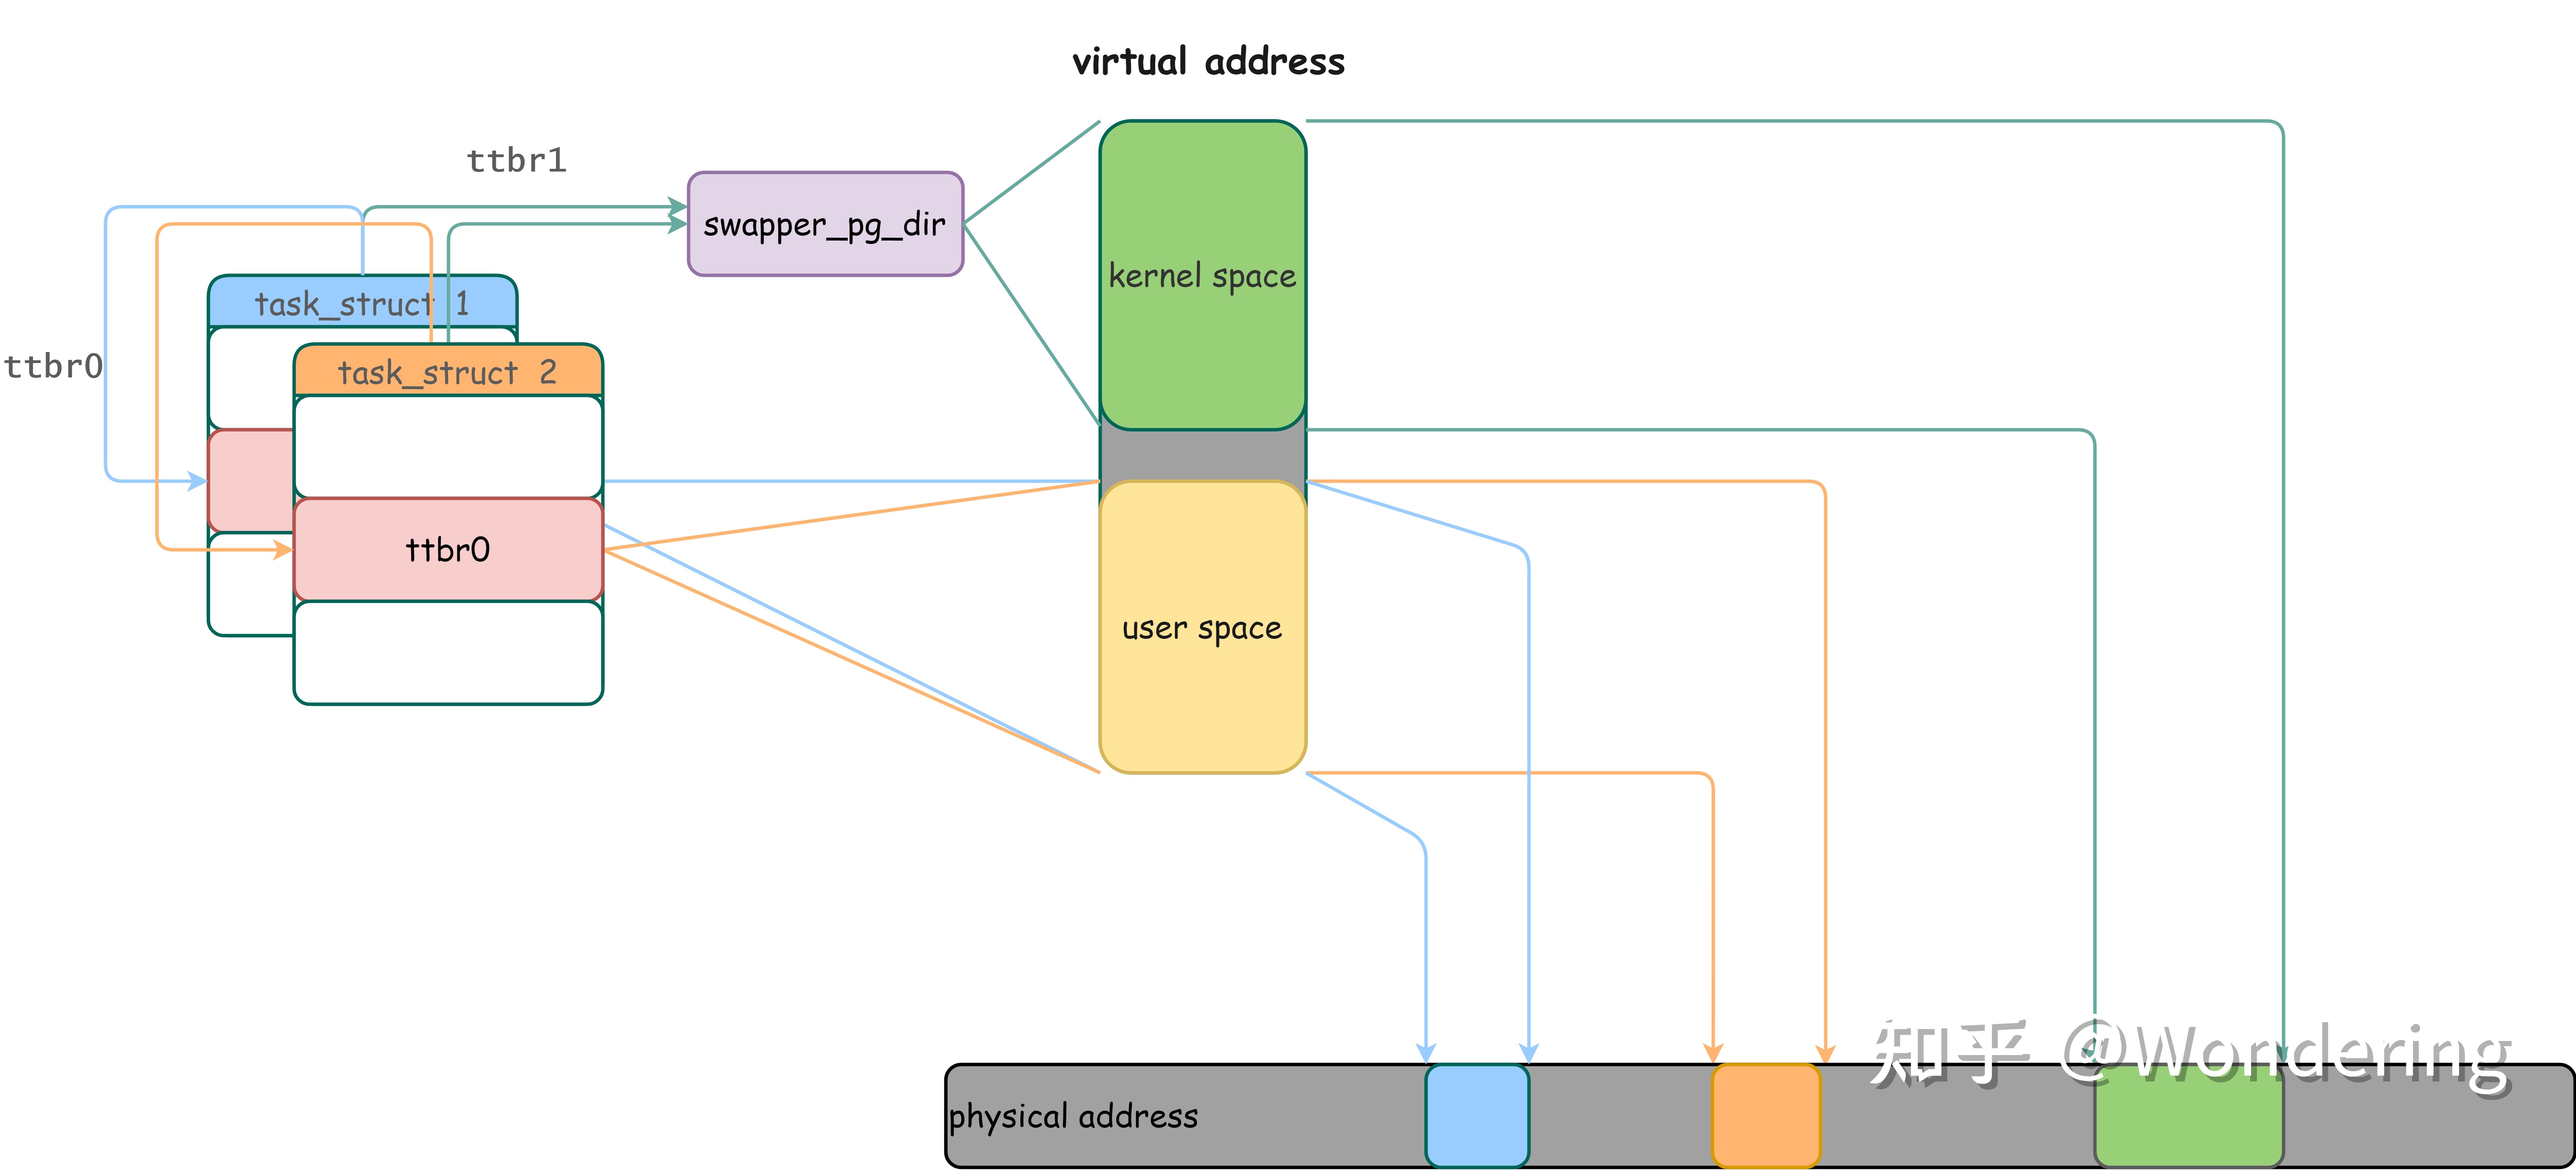 virtual address
ttbr1
swapper_pg_dir
kernel space
task_struct 1
ttbr0
task_struct 2
ttbr0
user space
知乎 @Wondering
physical address